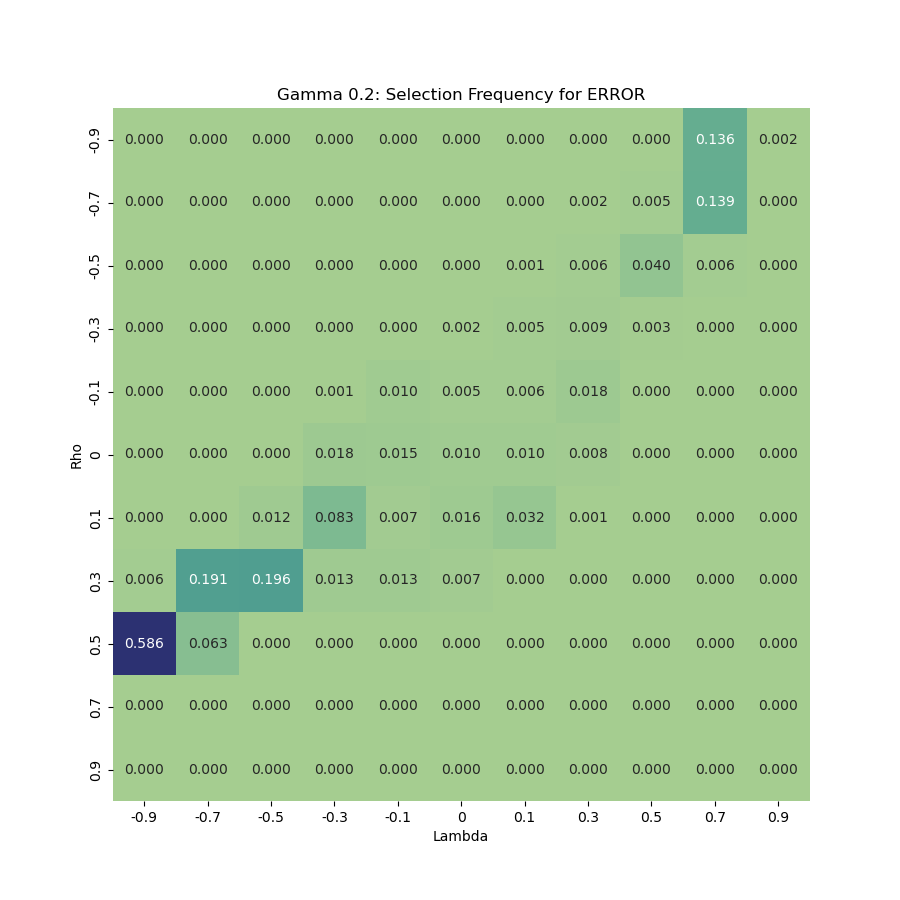 Gamma 0.2: Selection Frequency for ERROR
-0.9 0.000 0.000 0.000 0.000 0.000 0.000 0.000 0.000 0.000 0.136 0.002
-0.7 0.000 0.000 0.000 0.000 0.000 0.000 0.000 0.002 0.005 0.139 0.000
-0.5 0.000 0.000 0.000 0.000 0.000 0.000 0.001 0.006 0.040 0.006 0.000
-0.3 0.000 0.000 0.000 0.000 0.000 0.002 0.005 0.009 0.003 0.000 0.000
-0.1 0.000 0.000 0.000 0.001 0.010 0.005 0.006 0.018 0.000 0.000 0.000
Rho
0 0.000 0.000 0.000 0.018 0.015 0.010 0.010 0.008 0.000 0.000 0.000
0.1 0.000 0.000 0.012 0.083 0.007 0.016 0.032 0.001 0.000 0.000 0.000
0.3 0.006 0.191 0.196 0.013 0.013 0.007 0.000 0.000 0.000 0.000 0.000
0.5 0.586 0.063 0.000 0.000 0.000 0.000 0.000 0.000 0.000 0.000 0.000
0.7 0.000 0.000 0.000 0.000 0.000 0.000 0.000 0.000 0.000 0.000 0.000
0.9 0.000 0.000 0.000 0.000 0.000 0.000 0.000 0.000 0.000 0.000 0.000
-0.9 -0.7 -0.5 -0.3 -0.1 0 0.1 0.3 0.5 0.7 0.9
Lambda